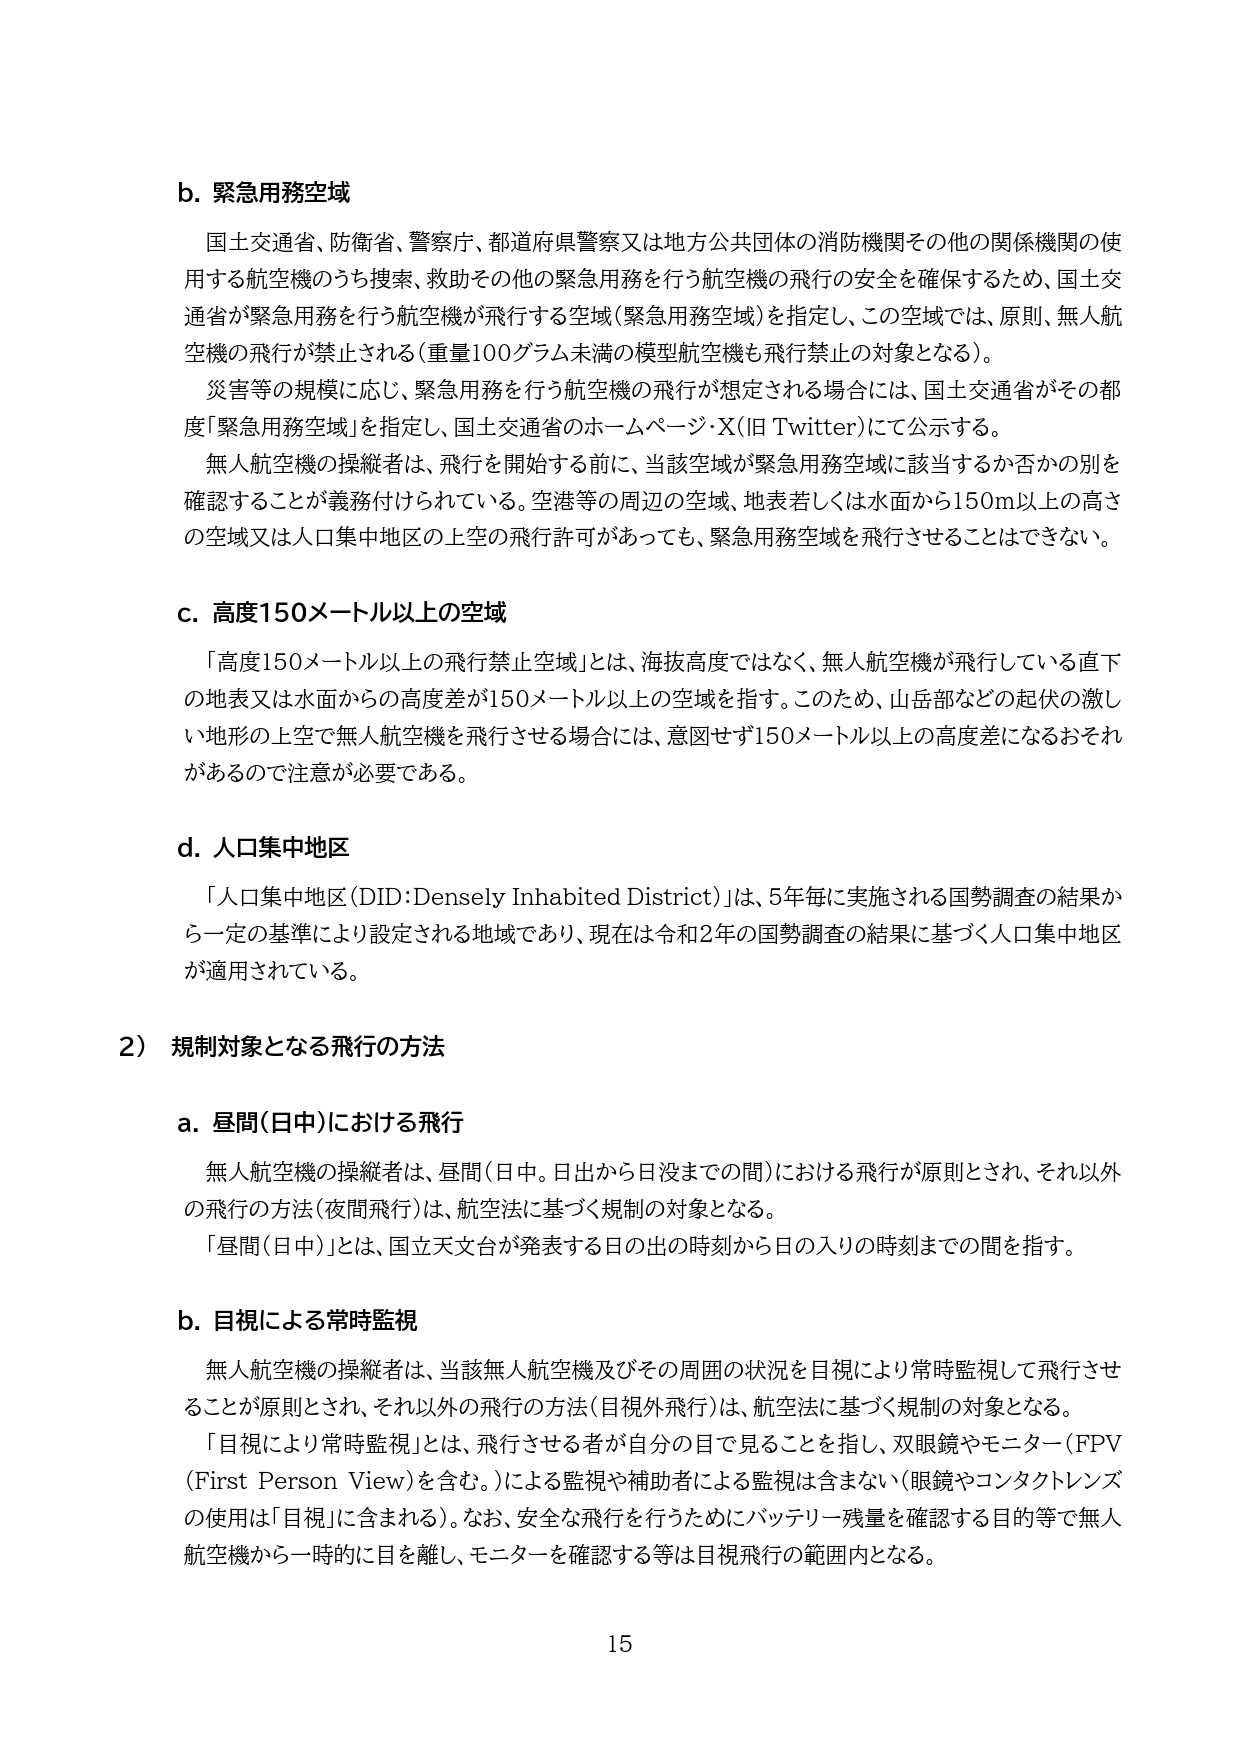 b. 緊急用務空域
国土交通省、防衛省、警察庁、都道府県警察又は地方公共団体の消防機関その他の関係機関の使
用する航空機のうち捜索、救助その他の緊急用務を行う航空機の飛行の安全を確保するため、国土交
通省が緊急用務を行う航空機が飛行する空域（緊急用務空域）を指定し、この空域では、原則、無人航
空機の飛行が禁止される（重量100グラム未満の模型航空機も飛行禁止の対象となる）。
災害等の規模に応じ、緊急用務を行う航空機の飛行が想定される場合には、国土交通省がその都
度「緊急用務空域」を指定し、国土交通省のホームページ・X（旧 Twitter）にて公示する。
無人航空機の操縦者は、飛行を開始する前に、当該空域が緊急用務空域に該当するか否かの別を
確認することが義務付けられている。空港等の周辺の空域、地表若しくは水面から150m以上の高さ
の空域又は人口集中地区の上空の飛行許可があっても、緊急用務空域を飛行させることはできない。
c. 高度150メートル以上の空域
「高度150メートル以上の飛行禁止空域」とは、海抜高度ではなく、無人航空機が飛行している直下
の地表又は水面からの高度差が150メートル以上の空域を指す。このため、山岳部などの起伏の激し
い地形の上空で無人航空機を飛行させる場合には、意図せず150メートル以上の高度差になるおそれ
があるので注意が必要である。
d. 人口集中地区
「人口集中地区（DID：Densely Inhabited District）」は、5年毎に実施される国勢調査の結果か
ら一定の基準により設定される地域であり、現在は令和2年の国勢調査の結果に基づく人口集中地区
が適用されている。
2） 規制対象となる飛行の方法
a. 昼間（日中）における飛行
無人航空機の操縦者は、昼間（日中。日出から日没までの間）における飛行が原則とされ、それ以外
の飛行の方法（夜間飛行）は、航空法に基づく規制の対象となる。
「昼間（日中）」とは、国立天文台が発表する日の出の時刻から日の入りの時刻までの間を指す。
b. 目視による常時監視
無人航空機の操縦者は、当該無人航空機及びその周囲の状況を目視により常時監視して飛行させ
ることが原則とされ、それ以外の飛行の方法（目視外飛行）は、航空法に基づく規制の対象となる。
「目視により常時監視」とは、飛行させる者が自分の目で見ることを指し、双眼鏡やモニター（FPV
（First Person View）を含む。）による監視や補助者による監視は含まない（眼鏡やコンタクトレンズ
の使用は「目視」に含まれる）。なお、安全な飛行を行うためにバッテリー残量を確認する目的等で無人
航空機から一時的に目を離し、モニターを確認する等は目視飛行の範囲内となる。
15